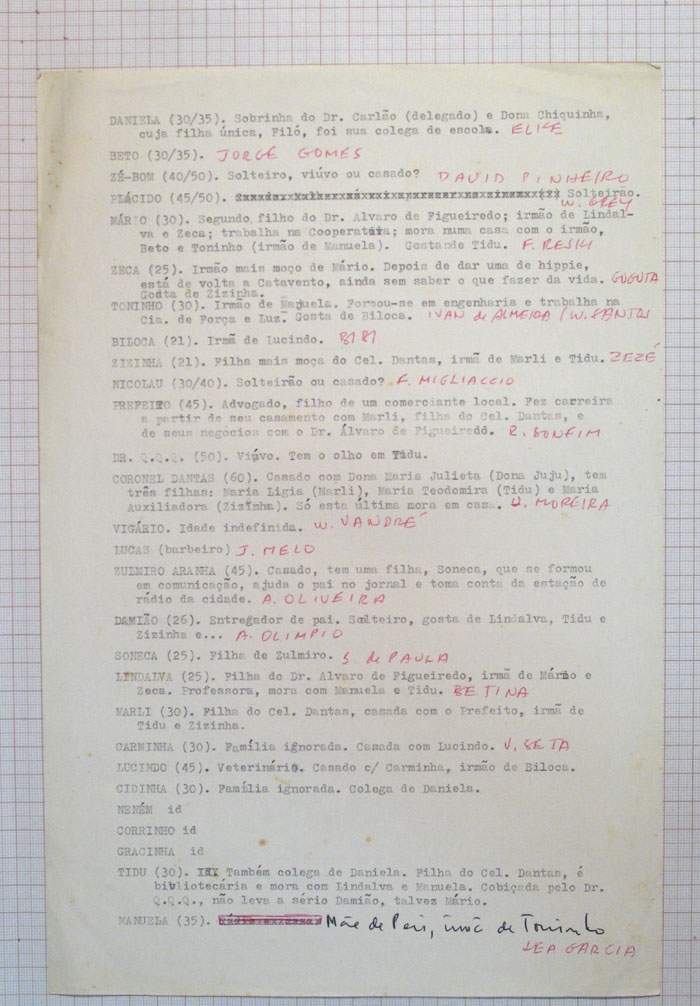 DANIELA (30/35). Sobrinha do Dr. Carlão (delegado) e Dona Chiquinha,
cuja filha única, Filó, foi sua colega de escola. ELIFE
BETO (30/35). JORGE GOMES
ZÉ-BOM (40/50). Solteiro, viúvo ou casado? DAVID PINHEIRO
PLÁCIDO (45/50). Solteirão.
W. GREY
MÁRIO (30). Segundo filho do Dr. Alvaro de Figueiredo; irmão de Lindal-
va e Zeca; trabalha na Cooperativa; mora numa casa com o irmão,
Beto e Toninho (irmão de Manuela). Gostando Tidu. F. RESKI
ZECA (25). Irmão mais moço de Mário. Depois de dar uma de hippie,
está de volta a Catavento, ainda sem saber o que fazer da vida. GUGUTA
Gosta de Zizinha.
TONINHO (30). Irmão de Manuela. Formou-se em engenharia e trabalha na
Cia. de Força e Luz. Gosta de Biloca. IVAN de ALMEIDA / W. SANTOS
BILOCA (21). Irmã de Lucindo. BIBI
ZIZINHA (21). Filha mais moça do Cel. Dantas, irmã de Marli e Tidu. ZEZÉ
NICOLAU (30/40). Solteirão ou casado? F. MIGLIACCIO
PREFEITO (45). Advogado, filho de um comerciante local. Fez carreira
a partir de seu casamento com Marli, filha do Cel. Dantas, e
de seus negócios com o Dr. Álvaro de Figueiredo. R. BONFIM
DR. Q.Q.Q. (50). Viúvo. Tem o olho em Tidu.
CORONEL DANTAS (60). Casado com Dona Maria Julieta (Dona Juju), tem
três filhas: Maria Lígia (Marli), Maria Teodomira (Tidu) e Maria
Auxiliadora (Zizinha). Só esta última mora em casa. U. MOREIRA
VIGÁRIO. Idade indefinida. W. VANDRÉ
LUCAS (barbeiro) J. MELO
ZULMIRO ARANHA (45). Casado, tem uma filha, Soneca, que se formou
em comunicação, ajuda o pai no jornal e toma conta da estação de
rádio da cidade. A. OLIVEIRA
DAMIÃO (26). Entregador de pai. Solteiro, gosta de Lindalva, Tidu e
Zizinha e... A. OLIMPIO
SONECA (25). Filha de Zulmiro. S. de PAULA
LINDALVA (25). Filha do Dr. Alvaro de Figueiredo, irmã de Mário e
Zeca. Professora, mora com Manuela e Tidu. BETINA
MARLI (30). Filha do Cel. Dantas, casada com o Prefeito, irmã de
Tidu e Zizinha.
CARMINHA (30). Família ignorada. Casada com Lucindo. V. SETA
LUCINDO (45). Veterinário. Casado c/ Carminha, irmão de Biloca.
CIDINHA (30). Família ignorada. Colega de Daniela.
NENÉM id
CORRINHO id
GRACINHA id
TIDU (30). Também colega de Daniela. Filha do Cel. Dantas, é
bibliotecária e mora com Lindalva e Manuela. Cobiçada pelo Dr.
Q.Q.Q., não leva a sério Damião, talvez Mário.
MANUELA (35). Mãe de Peri, irmã de Toninho
LEA GARCIA